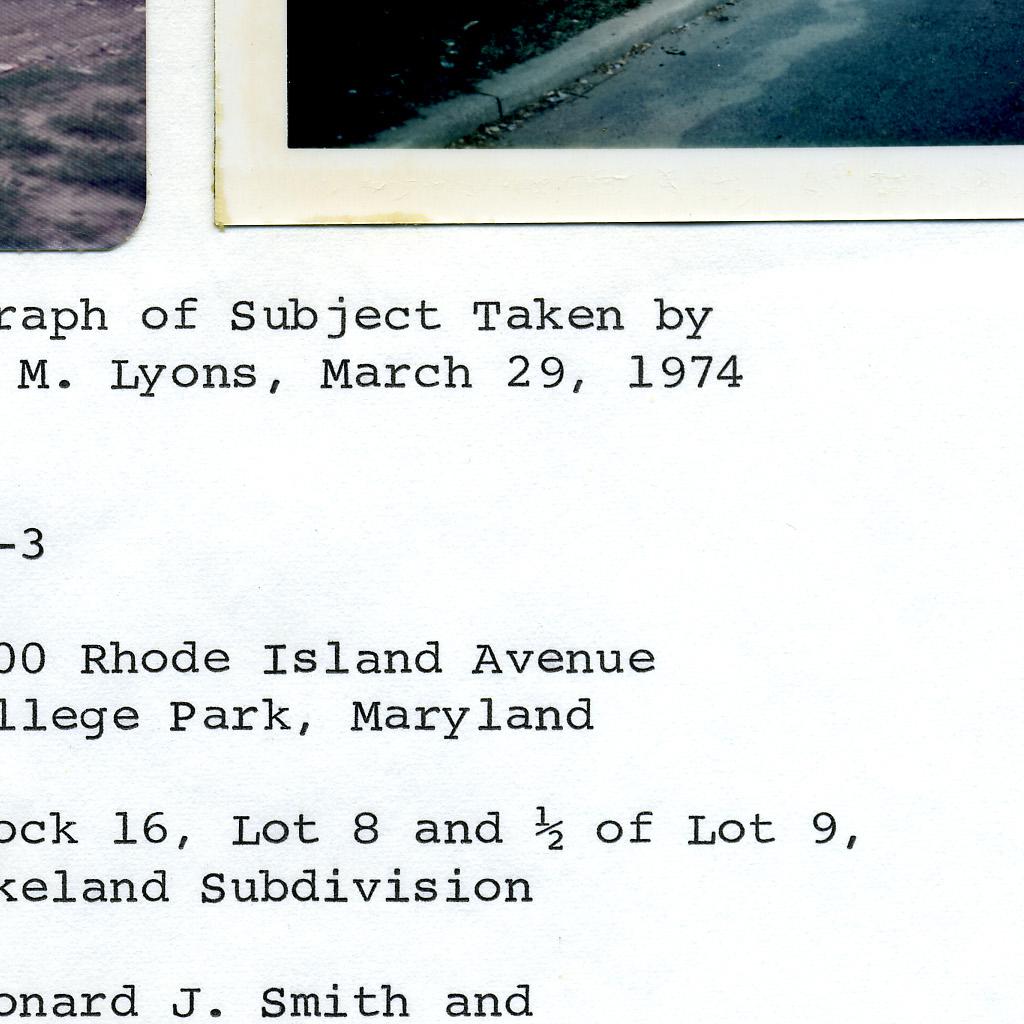 raph of Subject Taken by
M. Lyons, March 29, 1974
-3
00 Rhode Island Avenue
llege Park, Maryland
ock 16, Lot 8 and ½ of Lot 9,
keland Subdivision
onard J. Smith and